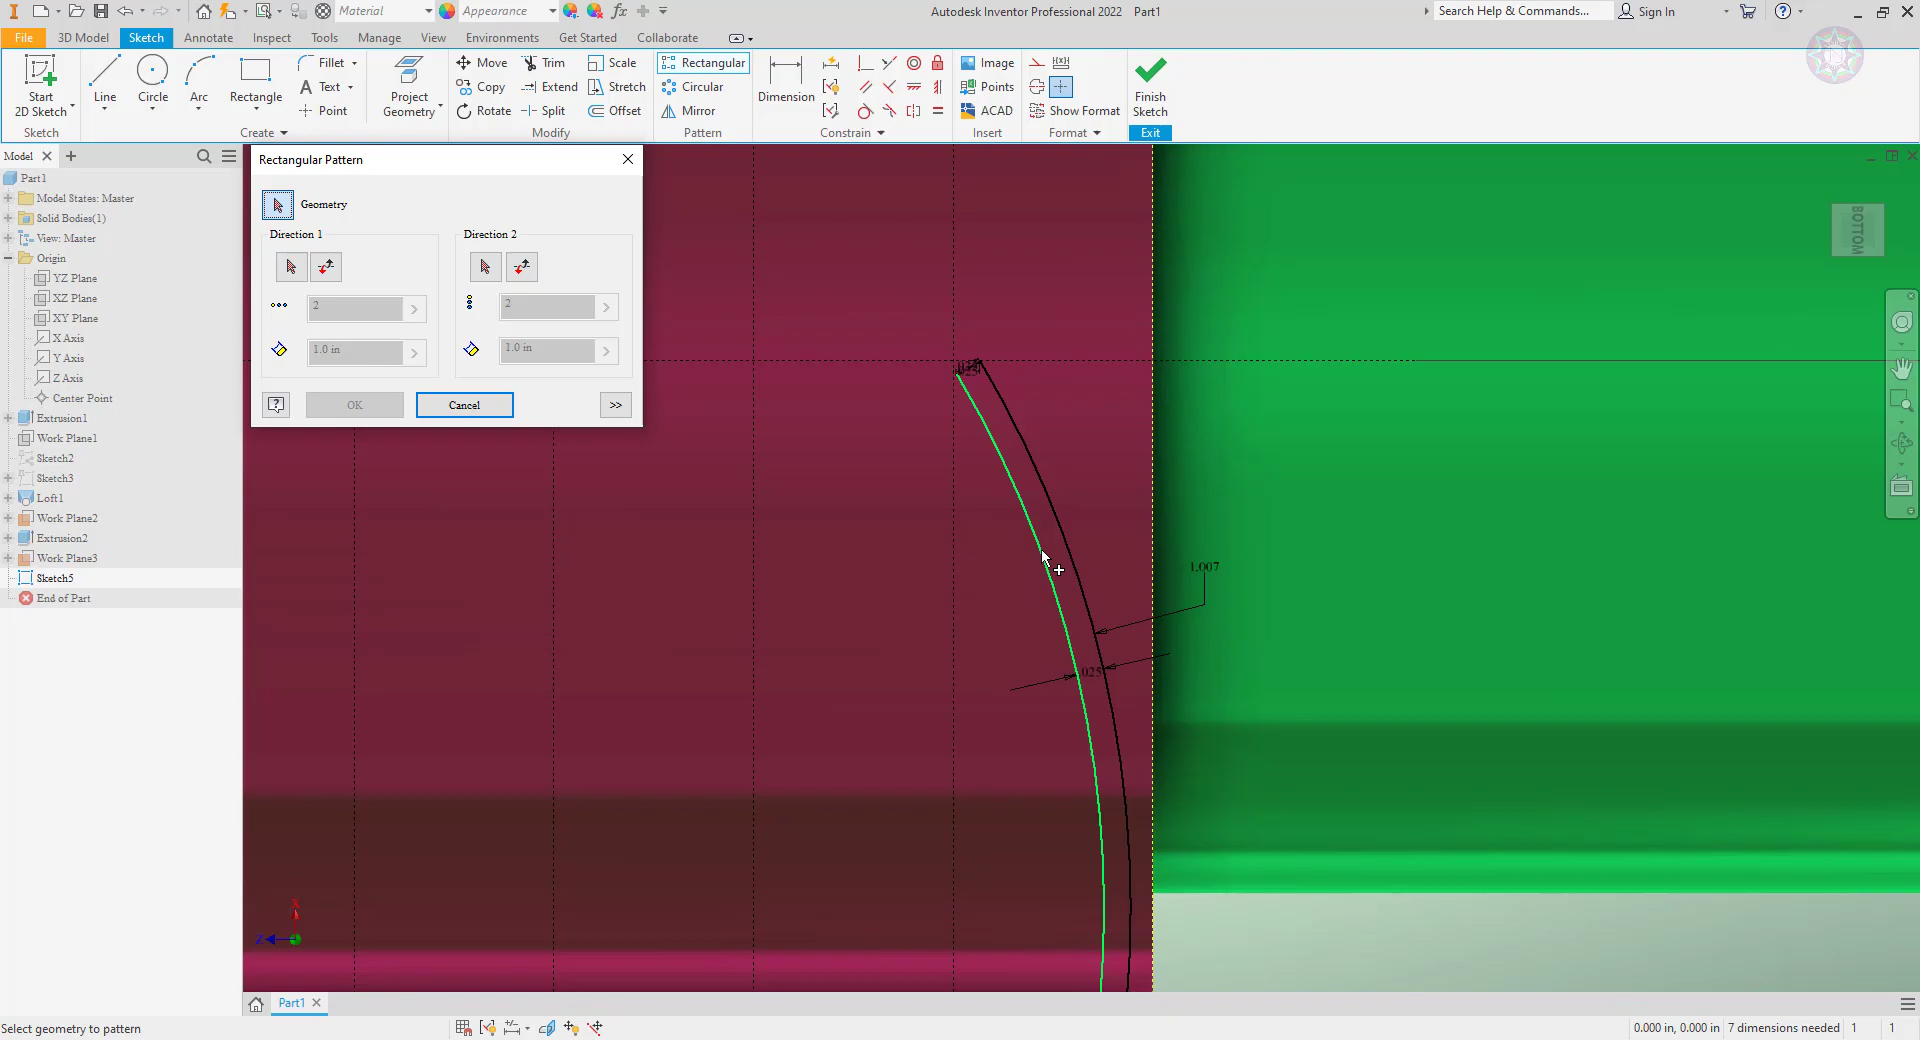 Material
Appearance
fx
Autodesk Inventor Professional 2022 Part1
Search Help & Commands...
Sign In
File
3D Model
Sketch
Annotate
Inspect
Tools
Manage
View
Environments
Get Started
Collaborate
Start
2D Sketch
Sketch
Line
Circle
Arc
Rectangle
Fillet
Text
Point
Create
Project
Geometry
Move
Copy
Rotate
Trim
Extend
Split
Scale
Stretch
Offset
Modify
Rectangular
Circular
Mirror
Pattern
Dimension
Constrain
Image
Points
ACAD
Insert
Show Format
Format
Finish
Sketch
Exit
Model
Part1
Model States: Master
Solid Bodies(1)
View: Master
Origin
YZ Plane
XZ Plane
XY Plane
X Axis
Y Axis
Z Axis
Center Point
Extrusion1
Work Plane1
Sketch2
Sketch3
Loft1
Work Plane2
Extrusion2
Work Plane3
Sketch5
End of Part
Rectangular Pattern
Geometry
Direction 1
Direction 2
2
2
1.0 in
1.0 in
OK
Cancel
>>
BOTTOM
1.007
.025
X
Z
Part1
Select geometry to pattern
0.000 in, 0.000 in
7 dimensions needed
1
1